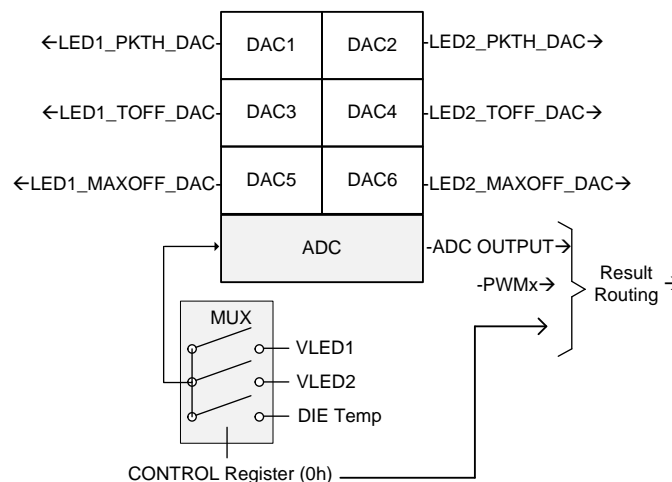 ←LED1_PKTH_DAC- DAC1 DAC2 -LED2_PKTH_DAC→
←LED1_TOFF_DAC- DAC3 DAC4 -LED2_TOFF_DAC→
←LED1_MAXOFF_DAC- DAC5 DAC6 -LED2_MAXOFF_DAC→
ADC -ADC OUTPUT→
-PWMx→
Result
Routing
MUX
VLED1
VLED2
DIE Temp
CONTROL Register (0h)